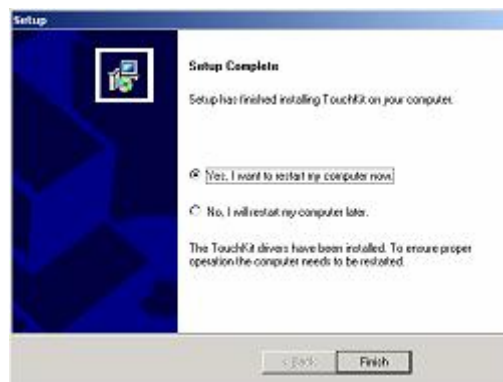 Setup
Setup Complete
Setup has finished installing TouchKit on your computer.
Yes, I want to restart my computer now.
No, I will restart my computer later.
The TouchKit drivers have been installed. To ensure proper
operation the computer needs to be restarted.
< Back
Finish